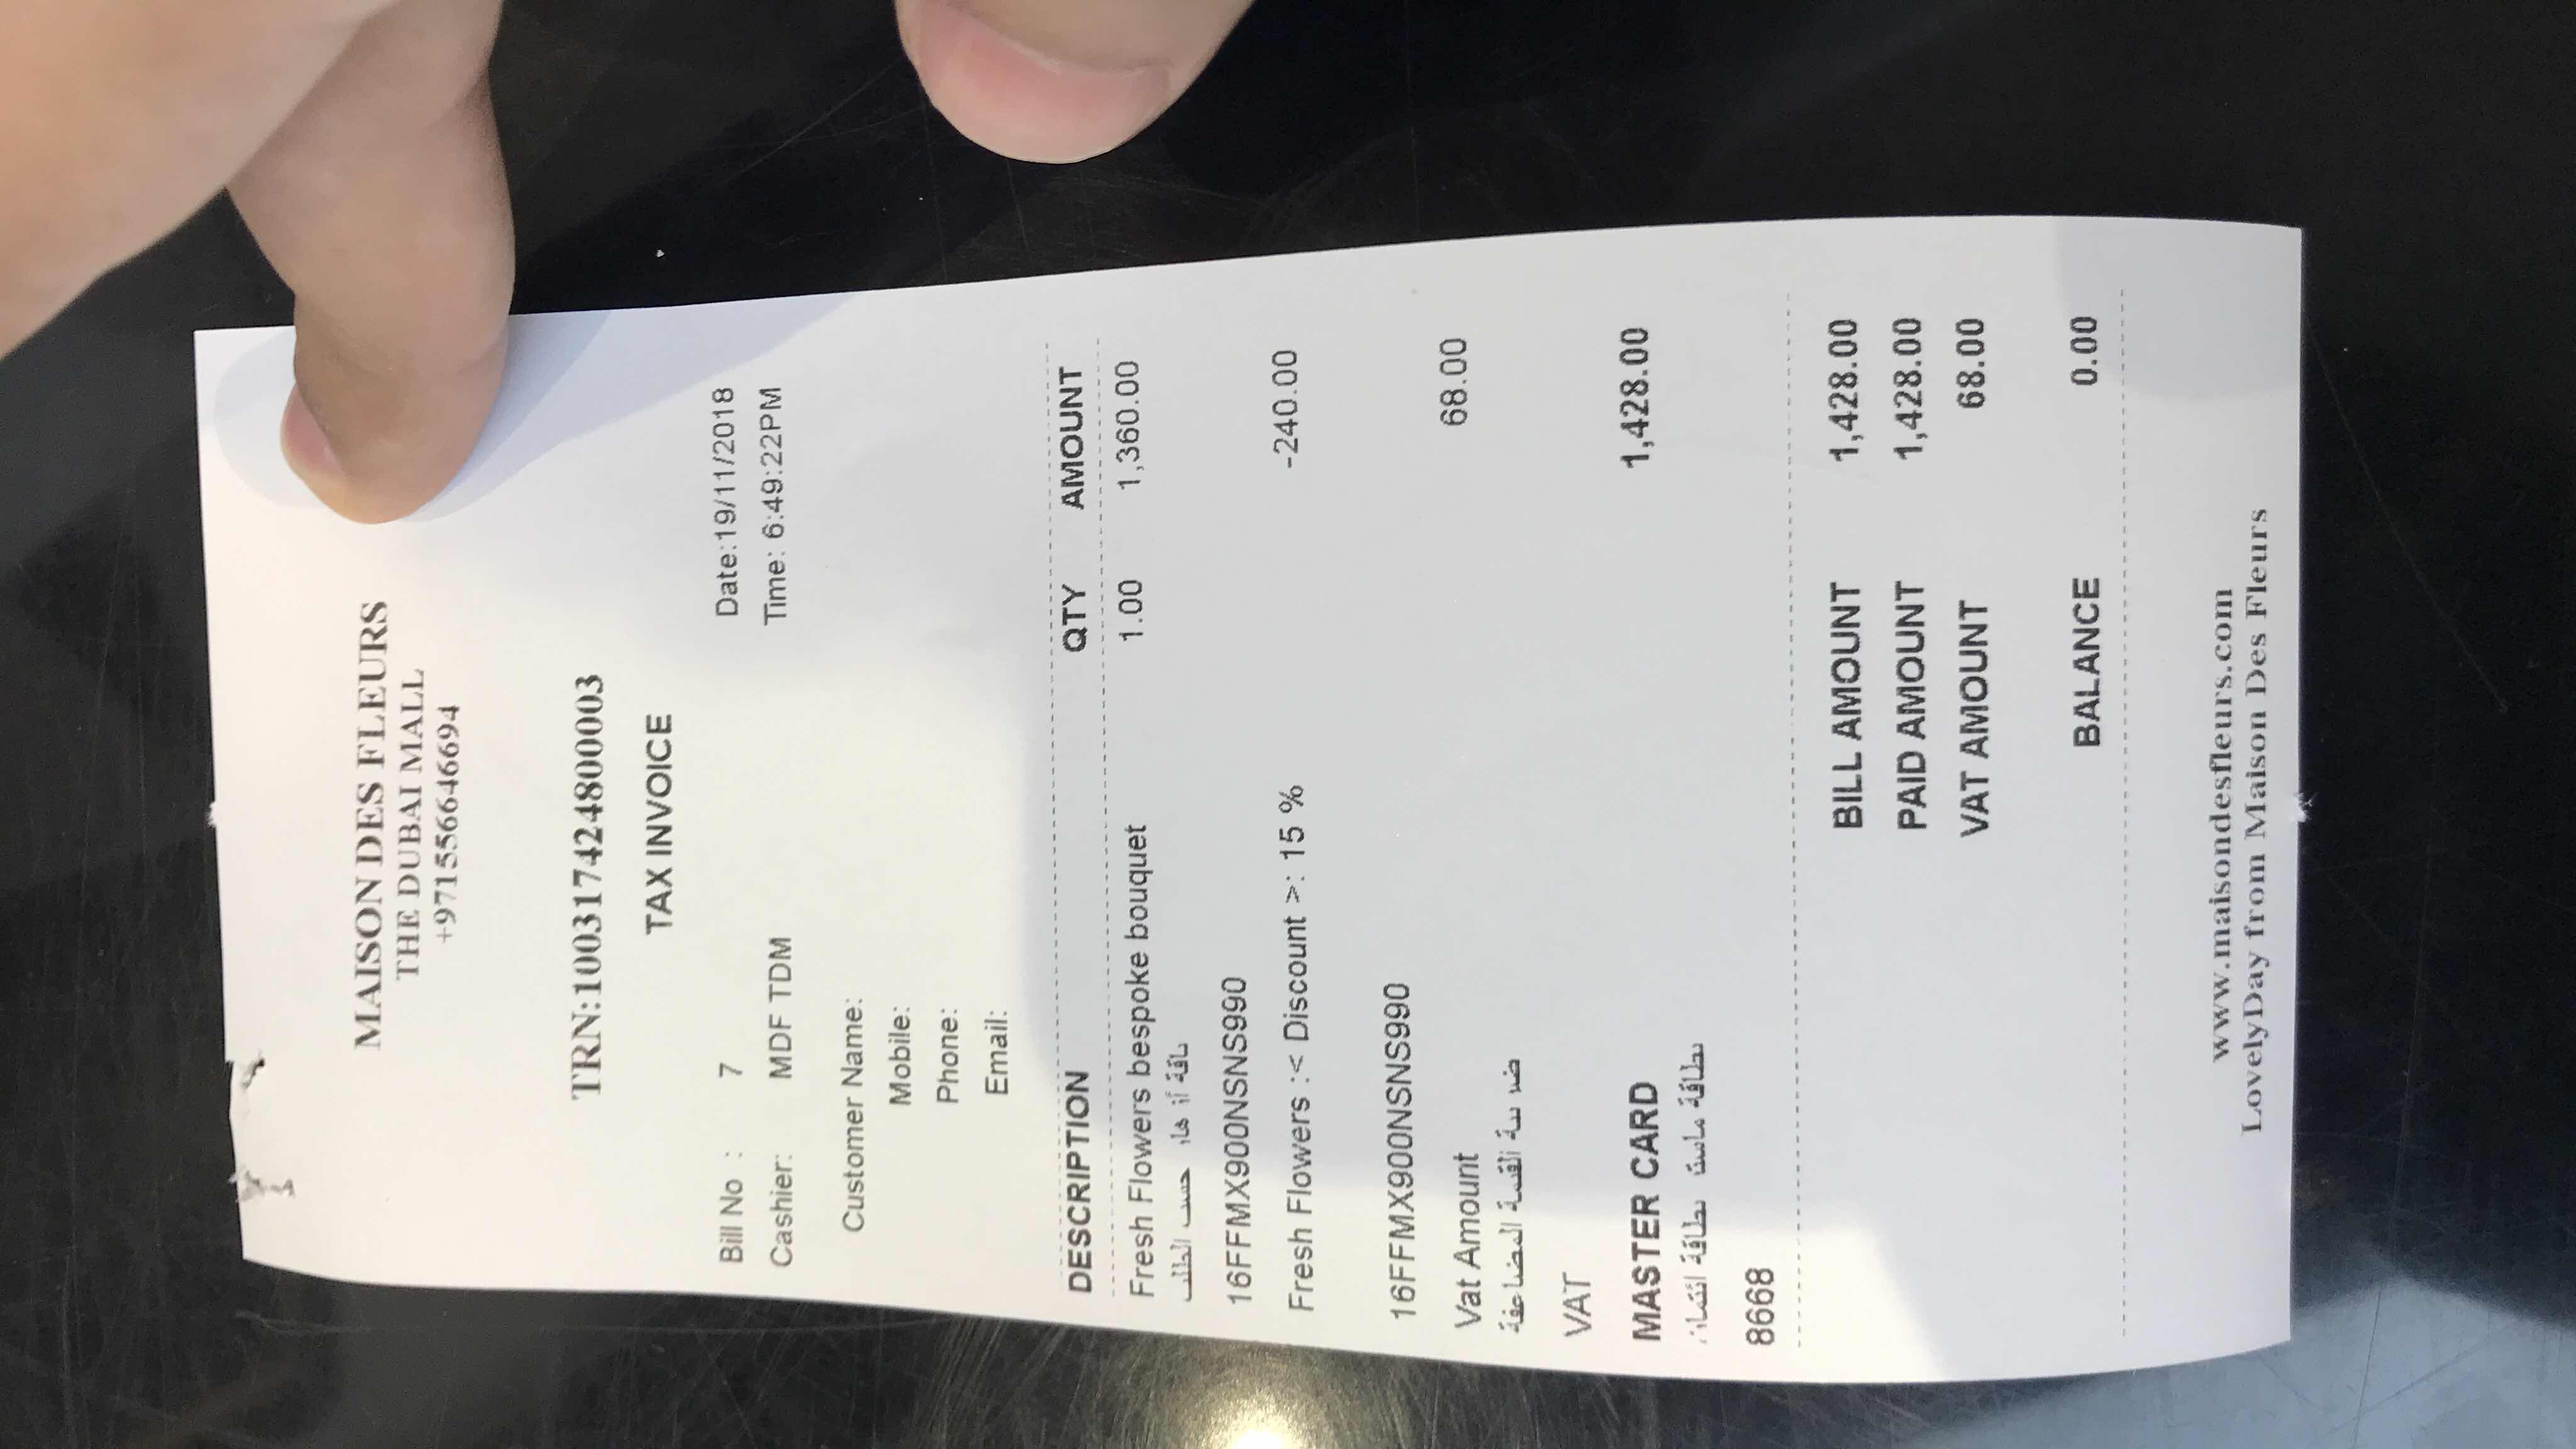 MAISON DES FLEURS
THE DUBAI MALL
+971556646694
TRN:100317424800003
TAX INVOICE
Bill No : 7 Date:19/11/2018
Cashier: MDF TDM Time: 6:49:22PM
Customer Name:
Mobile:
Phone:
Email:
DESCRIPTION QTY AMOUNT
Fresh Flowers bespoke bouquet 1.00 1,360.00
باقة أزهار حسب الطلب
16FFMX900NSNS990
Fresh Flowers :< Discount >: 15 % -240.00
16FFMX900NSNS990
Vat Amount 68.00
ضريبة القيمة المضاعفة
VAT
MASTER CARD 1,428.00
بطاقة ماست بطاقة ائتمان
8668
BILL AMOUNT 1,428.00
PAID AMOUNT 1,428.00
VAT AMOUNT 68.00
BALANCE 0.00
www.maisondesfleurs.com
LovelyDay from Maison Des Fleurs